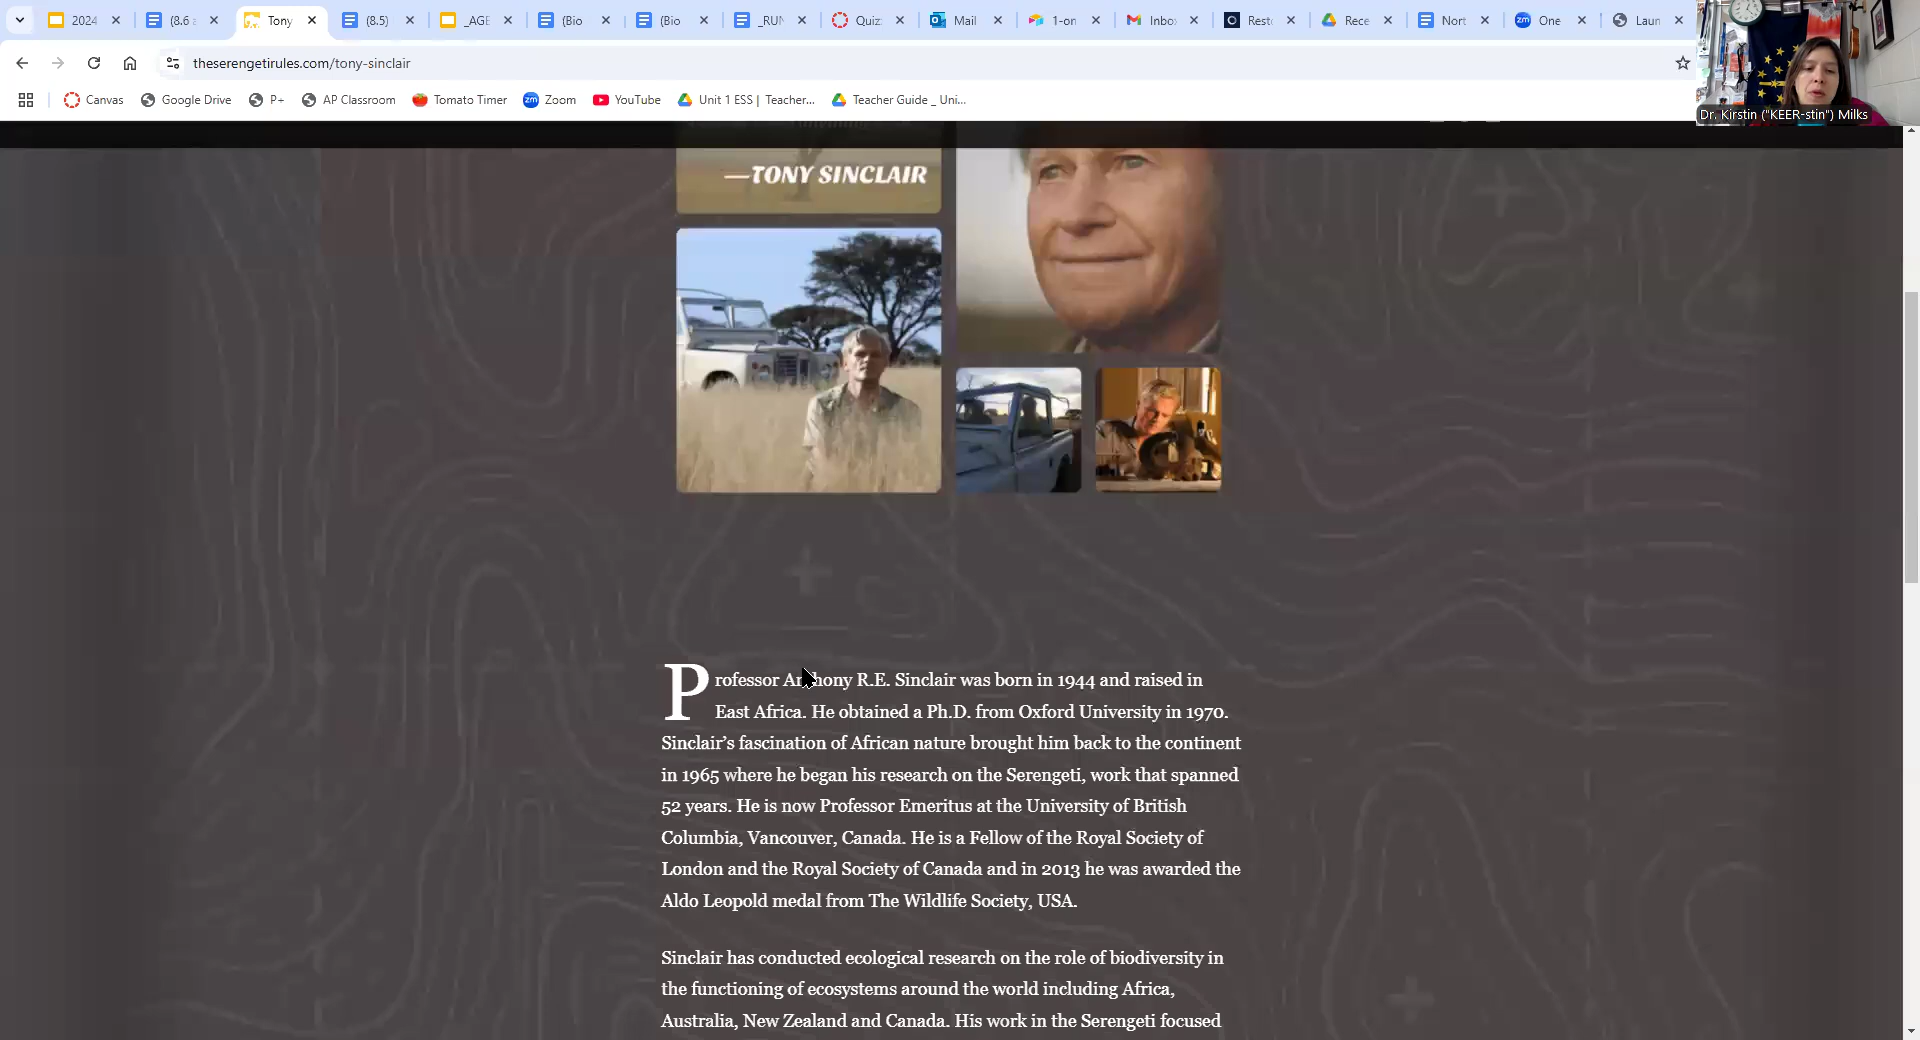 2024
(8.6 a
Tony
(8.5)
_AGE
(Bio
(Bio
_RUN
Quiz:
Mail
1-on
Inbo
Resto
Rece
Nort
One
Laun
theserengetirules.com/tony-sinclair
Canvas
Google Drive
P+
AP Classroom
Tomato Timer
Zoom
YouTube
Unit 1 ESS | Teacher...
Teacher Guide _ Uni...
Dr. Kirstin ("KEER-stin") Milks
—TONY SINCLAIR
Professor Anthony R.E. Sinclair was born in 1944 and raised in
East Africa. He obtained a Ph.D. from Oxford University in 1970.
Sinclair's fascination of African nature brought him back to the continent
in 1965 where he began his research on the Serengeti, work that spanned
52 years. He is now Professor Emeritus at the University of British
Columbia, Vancouver, Canada. He is a Fellow of the Royal Society of
London and the Royal Society of Canada and in 2013 he was awarded the
Aldo Leopold medal from The Wildlife Society, USA.
Sinclair has conducted ecological research on the role of biodiversity in
the functioning of ecosystems around the world including Africa,
Australia, New Zealand and Canada. His work in the Serengeti focused